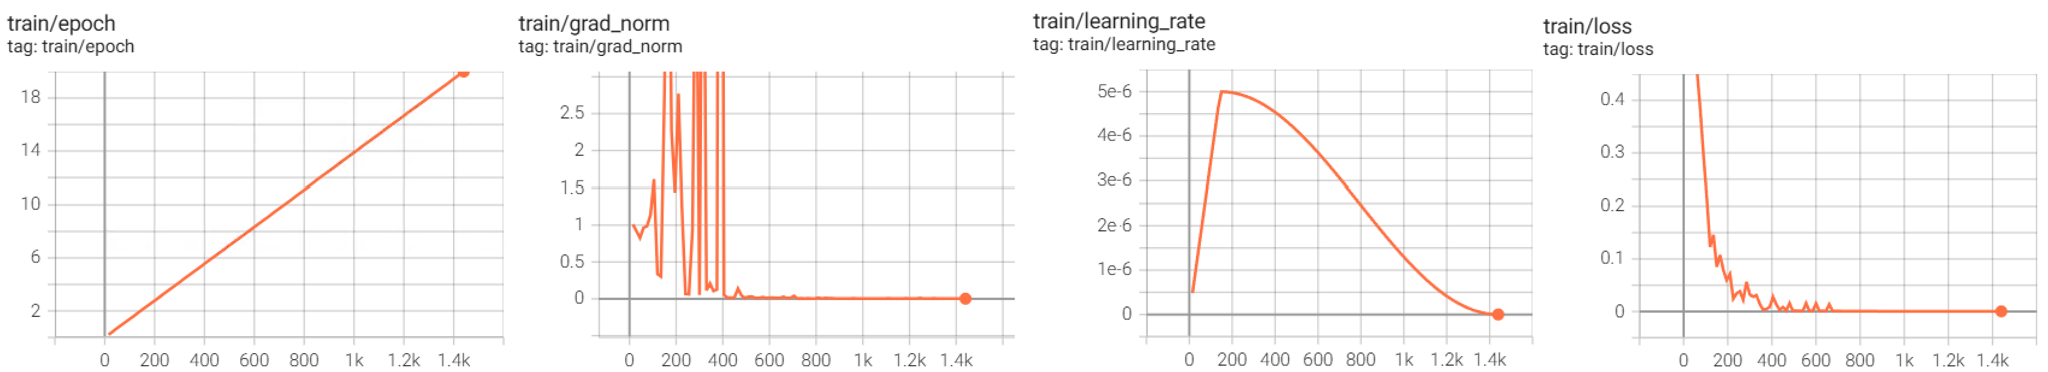 train/epoch
tag: train/epoch
18
14
10
6
2
0 200 400 600 800 1k 1.2k 1.4k
train/grad_norm
tag: train/grad_norm
2.5
2
1.5
1
0.5
0
0 200 400 600 800 1k 1.2k 1.4k
train/learning_rate
tag: train/learning_rate
5e-6
4e-6
3e-6
2e-6
1e-6
0
0 200 400 600 800 1k 1.2k 1.4k
train/loss
tag: train/loss
0.4
0.3
0.2
0.1
0
0 200 400 600 800 1k 1.2k 1.4k